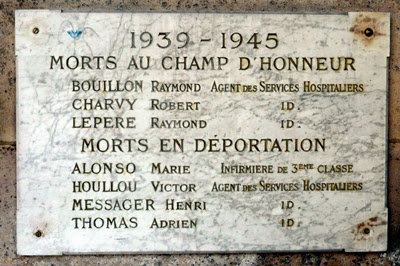 1939 - 1945
MORTS AU CHAMP D'HONNEUR
BOUILLON RAYMOND AGENT DES SERVICES HOSPITALIERS
CHARVY ROBERT ID.
LEPERE RAYMOND ID.
MORTS EN DÉPORTATION
ALONSO MARIE INFIRMIERE DE 3EME CLASSE
HOULLOU VICTOR AGENT DES SERVICES HOSPITALIERS
MESSAGER HENRI ID.
THOMAS ADRIEN ID.